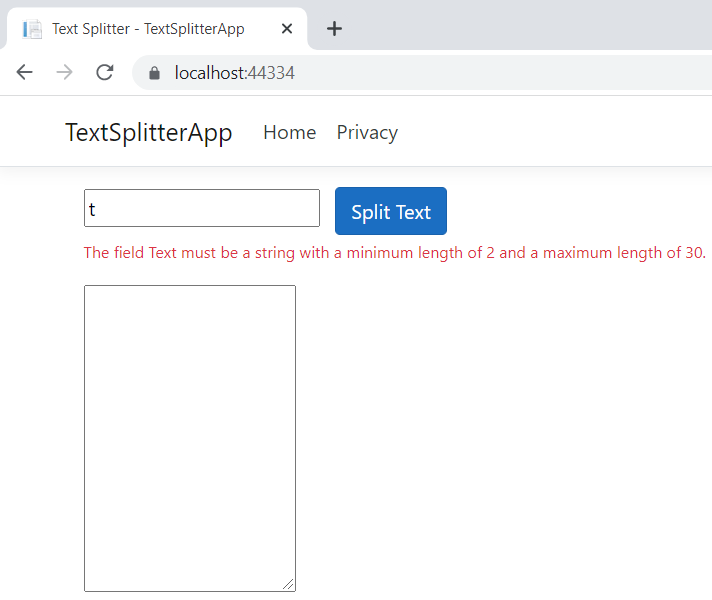 Text Splitter - TextSplitterApp
localhost:44334
TextSplitterApp Home Privacy
t Split Text
The field Text must be a string with a minimum length of 2 and a maximum length of 30.